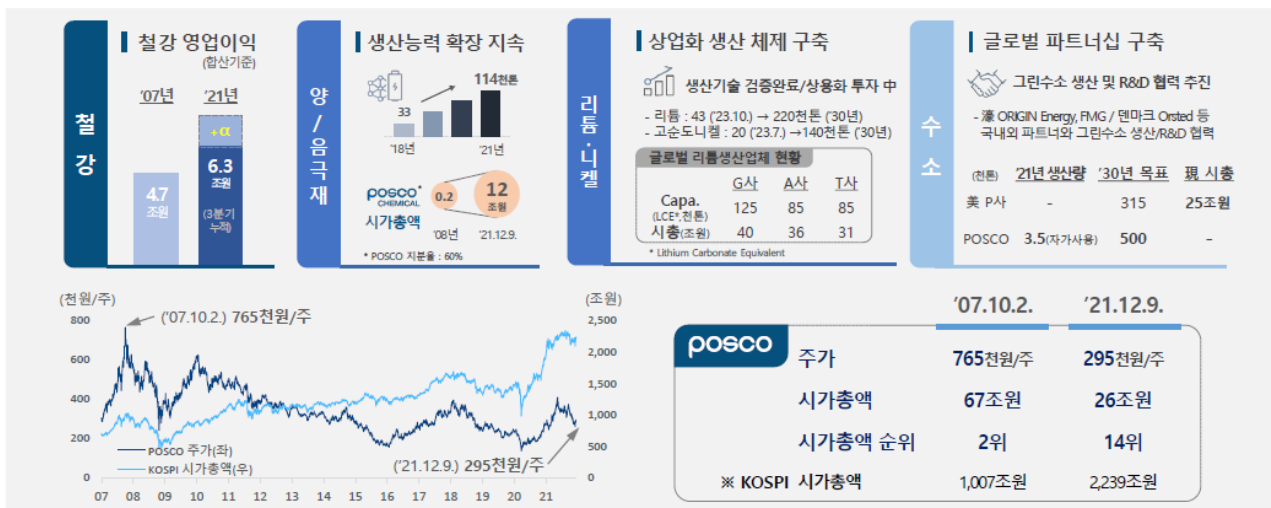 철강
철강 영업이익
(합산기준)
'07년
'21년
+α
4.7
조원
6.3
조원
(3분기
누적)
양/음극재
생산능력 확장 지속
114천톤
33
'18년
'21년
posco*
CHEMICAL
시가총액
0.2
12
조원
'08년
'21.12.9.
* POSCO 지분율 : 60%
리튬·니켈
상업화 생산 체제 구축
생산기술 검증완료/상용화 투자 中
- 리튬 : 43 ('23.10.) → 220천톤 ('30년)
- 고순도니켈 : 20 ('23.7.) →140천톤 ('30년)
글로벌 리튬생산업체 현황
G사 A사 T사
Capa.
(LCE*,천톤)
125 85 85
시총(조원) 40 36 31
* Lithium Carbonate Equivalent
수소
글로벌 파트너십 구축
그린수소 생산 및 R&D 협력 추진
- 濠 ORIGIN Energy, FMG / 덴마크 Orsted 등
국내외 파트너와 그린수소 생산/R&D 협력
(천톤) '21년 생산량 '30년 목표 現 시총
美 P사 - 315 25조원
POSCO 3.5(자가사용) 500 -
(천원/주)
(조원)
800
600
400
200
0
2,500
2,000
1,500
1,000
500
0
('07.10.2.) 765천원/주
POSCO 주가(좌)
KOSPI 시가총액(우)
('21.12.9.) 295천원/주
07 08 09 10 11 12 13 14 15 16 17 18 19 20 21
'07.10.2. '21.12.9.
posco
주가 765천원/주 295천원/주
시가총액 67조원 26조원
시가총액 순위 2위 14위
※ KOSPI 시가총액 1,007조원 2,239조원